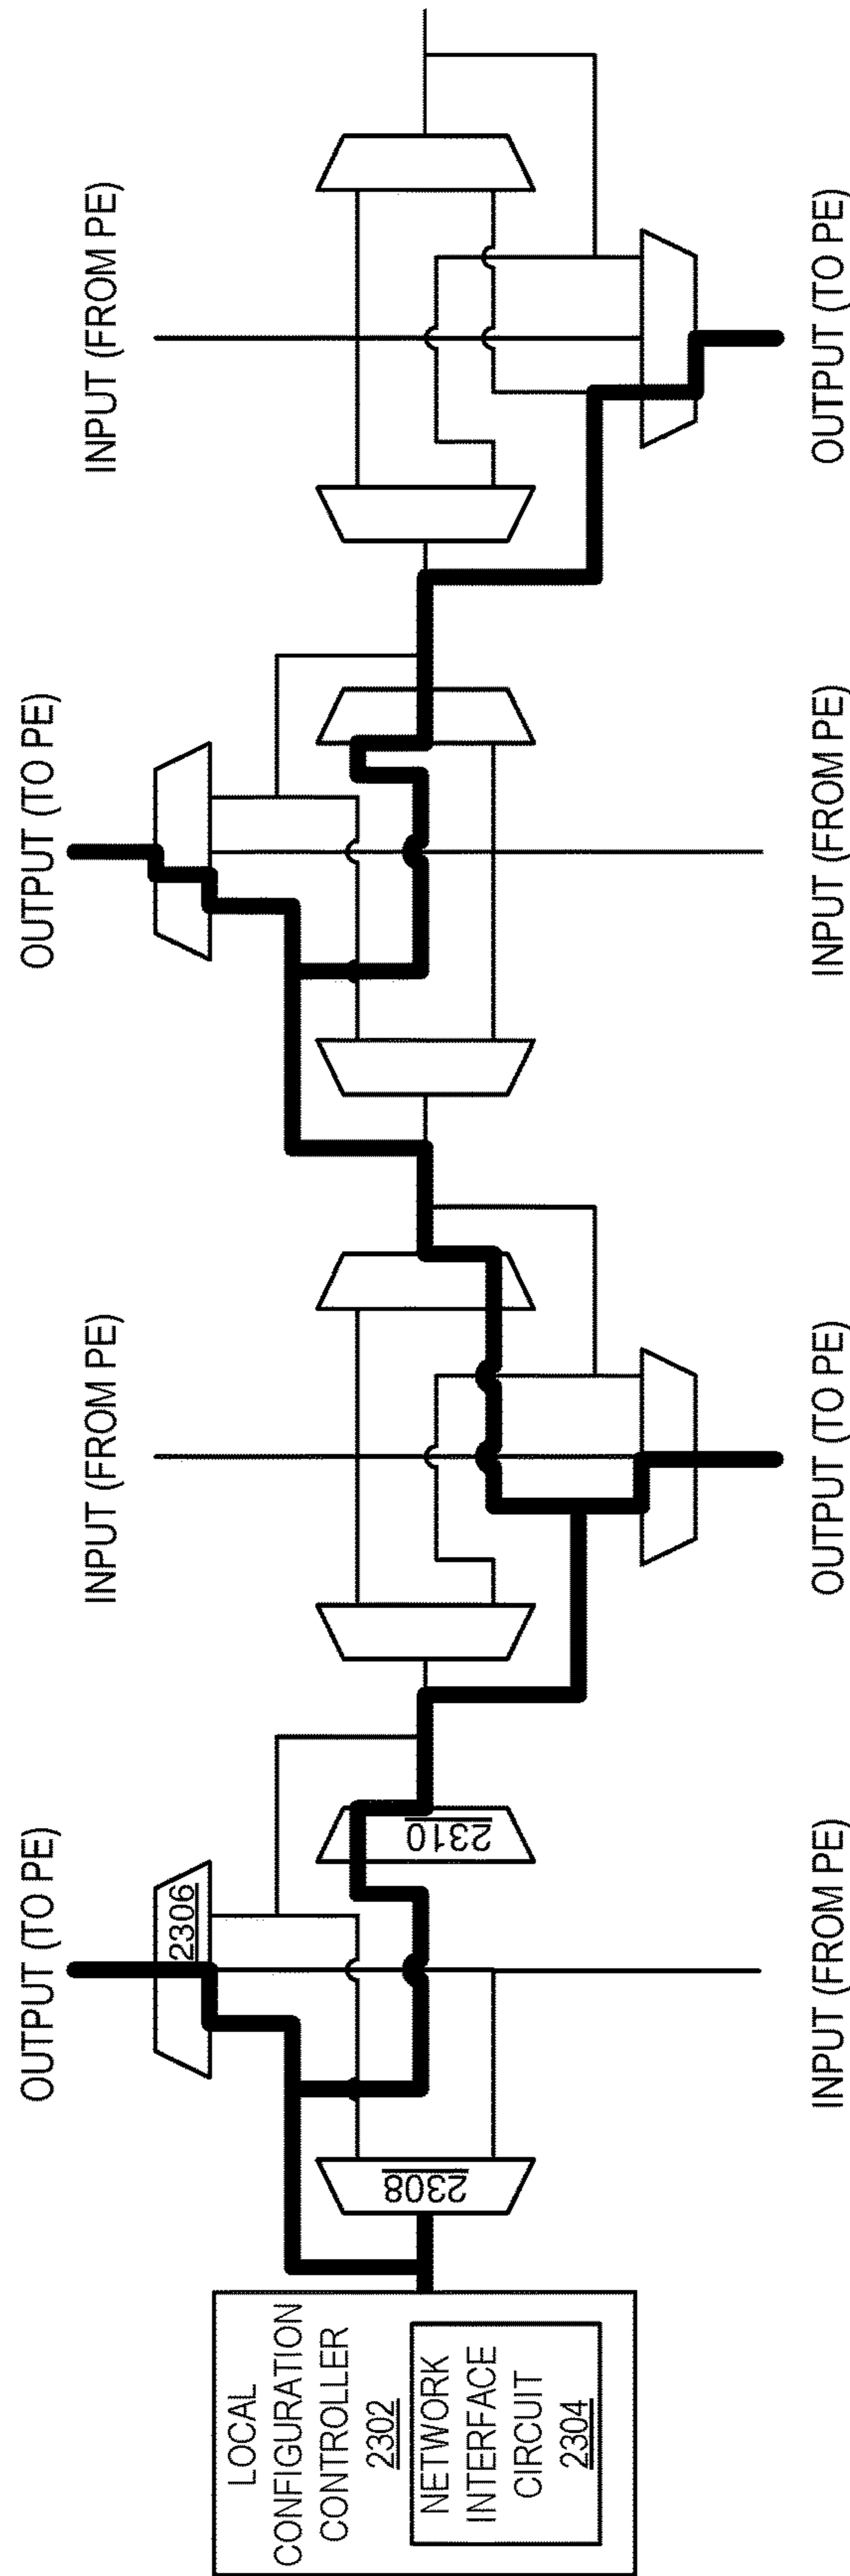 OUTPUT (TO PE)
INPUT (FROM PE)
OUTPUT (TO PE)
INPUT (FROM PE)
2306
LOCAL
CONFIGURATION
CONTROLLER
2302
NETWORK
INTERFACE
CIRCUIT
2304
2308
2310
INPUT (FROM PE)
OUTPUT (TO PE)
INPUT (FROM PE)
OUTPUT (TO PE)